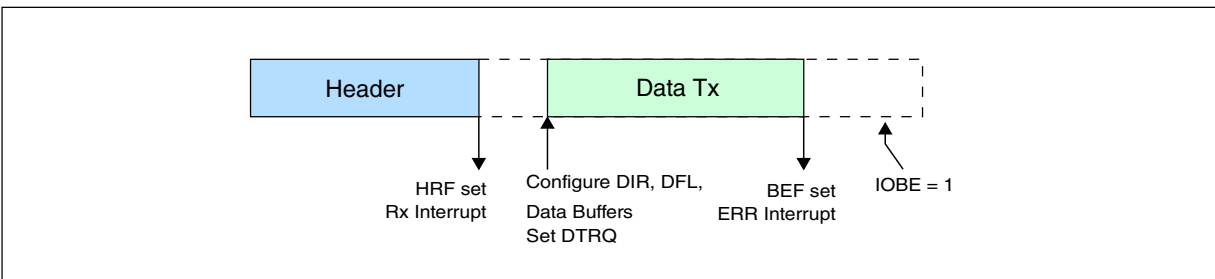 Header
Data Tx
HRF set
Rx Interrupt
Configure DIR, DFL,
Data Buffers
Set DTRQ
BEF set
ERR Interrupt
IOBE = 1